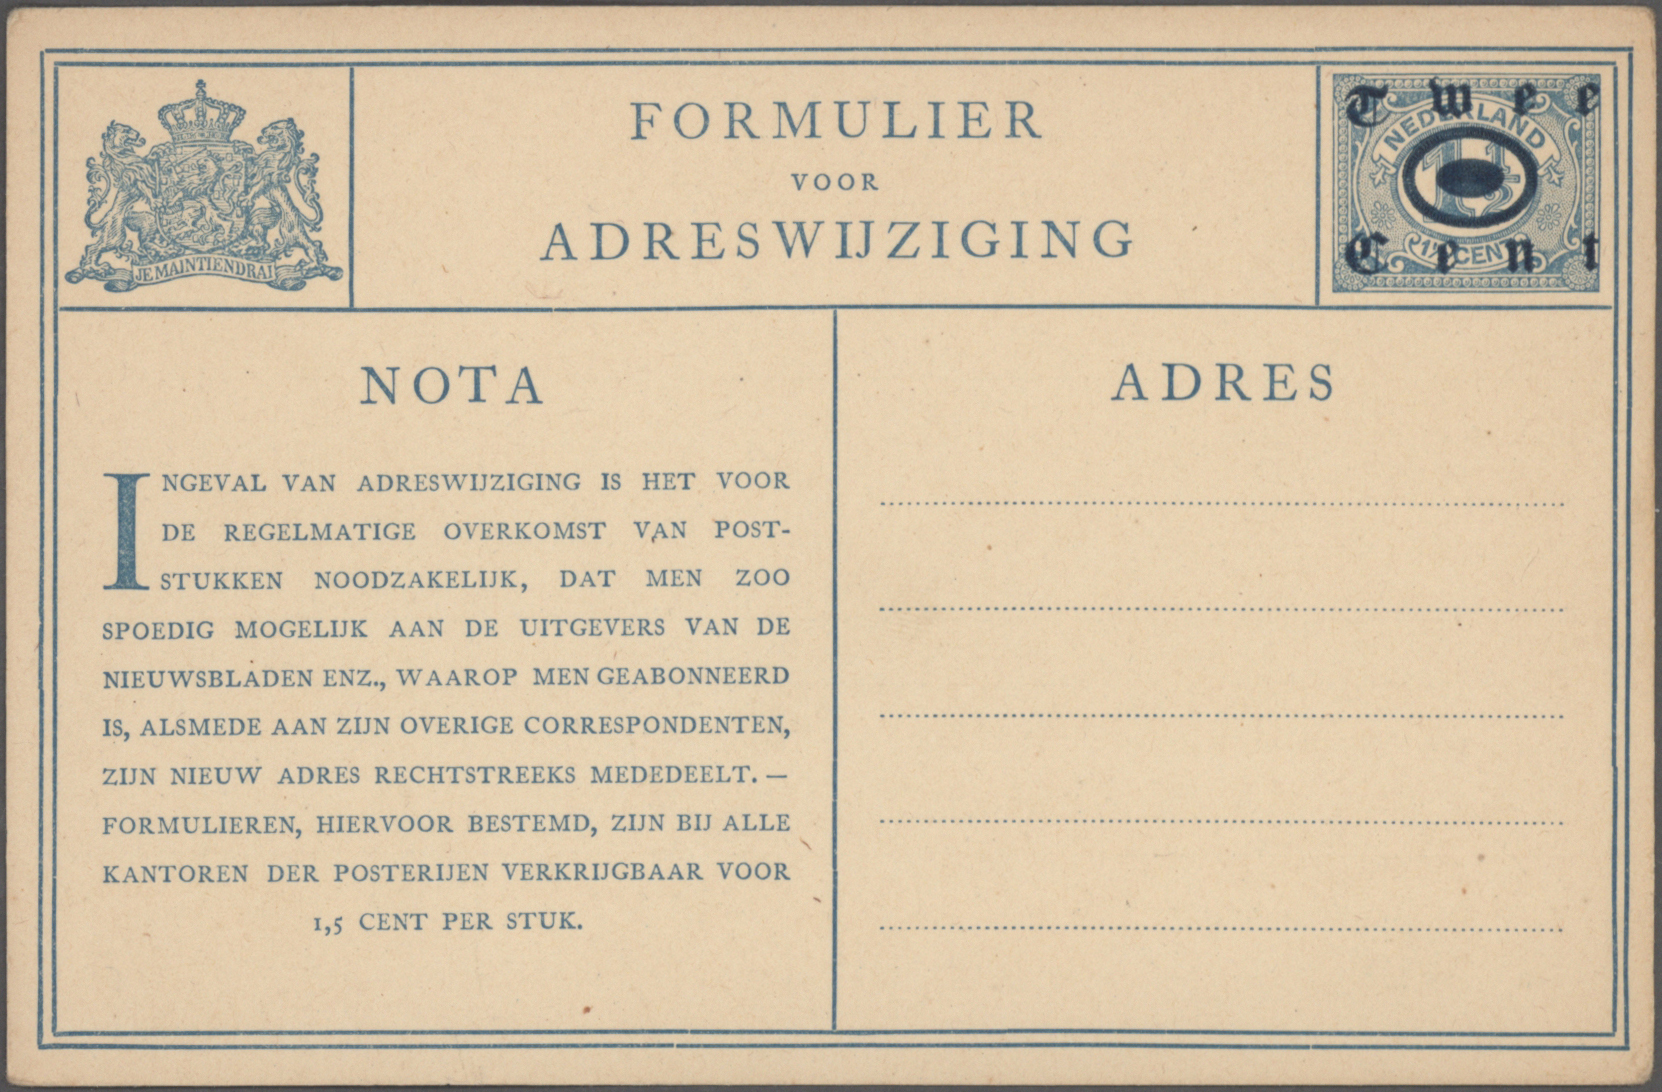 FORMULIER
VOOR
ADRESWIJZIGING
JE MAINTIENDRAI
Twee
NEDERLAND
1½ CENT
Cent
NOTA
INGEVAL VAN ADRESWIJZIGING IS HET VOOR
DE REGELMATIGE OVERKOMST VAN POST-
STUKKEN NOODZAKELIJK, DAT MEN ZOO
SPOEDIG MOGELIJK AAN DE UITGEVERS VAN DE
NIEUWSBLADEN ENZ., WAAROP MEN GEABONNEERD
IS, ALSMEDE AAN ZIJN OVERIGE CORRESPONDENTEN,
ZIJN NIEUW ADRES RECHTSTREEKS MEDEDEELT. —
FORMULIEREN, HIERVOOR BESTEMD, ZIJN BIJ ALLE
KANTOREN DER POSTERIJEN VERKRIJGBAAR VOOR
1,5 CENT PER STUK.
ADRES